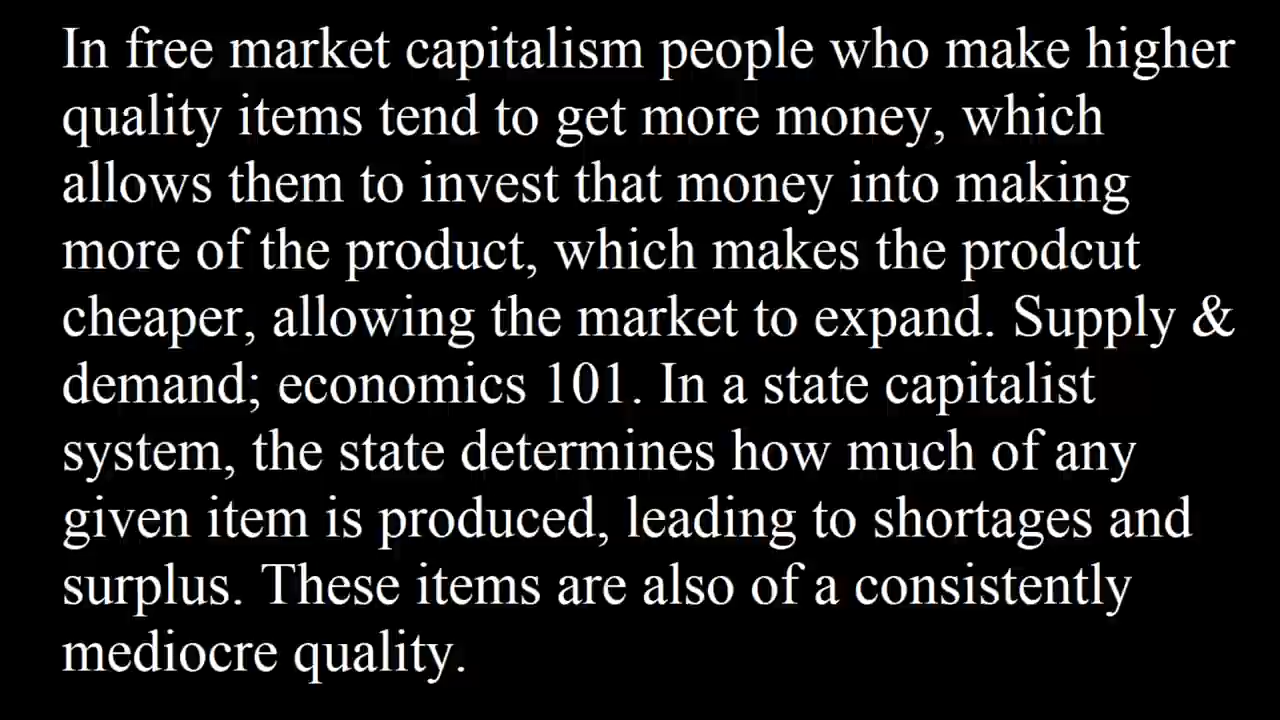 In free market capitalism people who make higher
quality items tend to get more money, which
allows them to invest that money into making
more of the product, which makes the prodcut
cheaper, allowing the market to expand. Supply &
demand; economics 101. In a state capitalist
system, the state determines how much of any
given item is produced, leading to shortages and
surplus. These items are also of a consistently
mediocre quality.